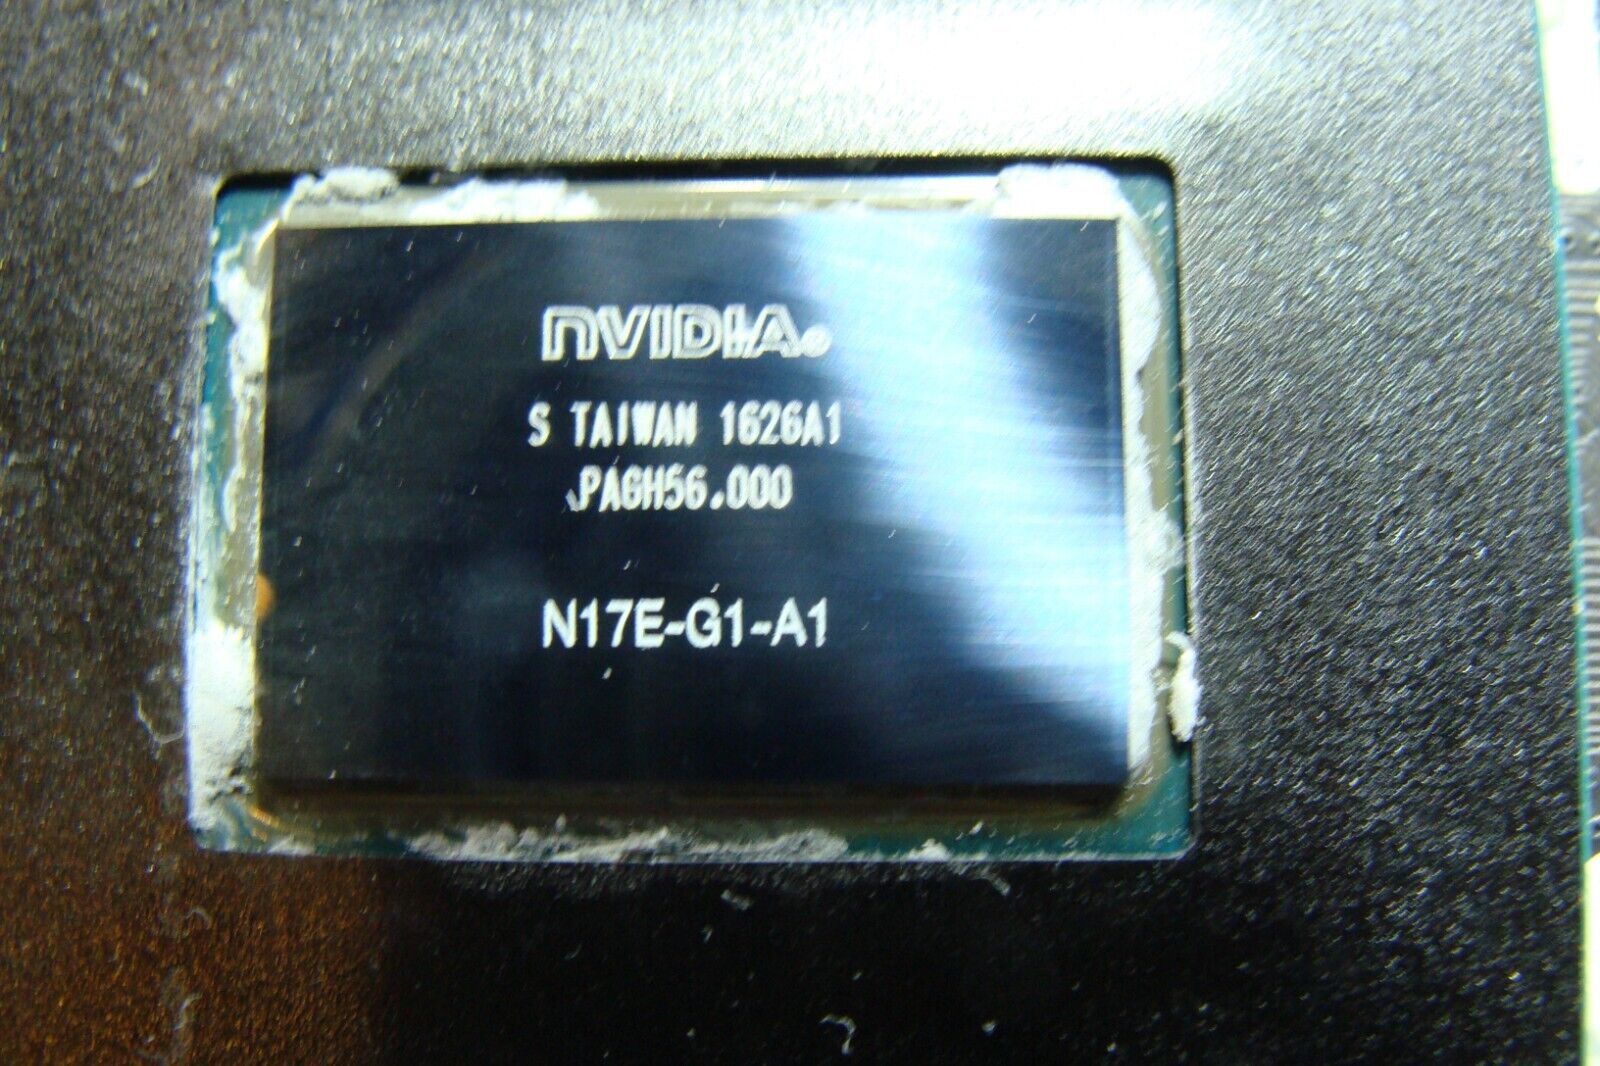 NVIDIA.
S TAIWAN 1626A1
PAGH56.000
N17E-G1-A1